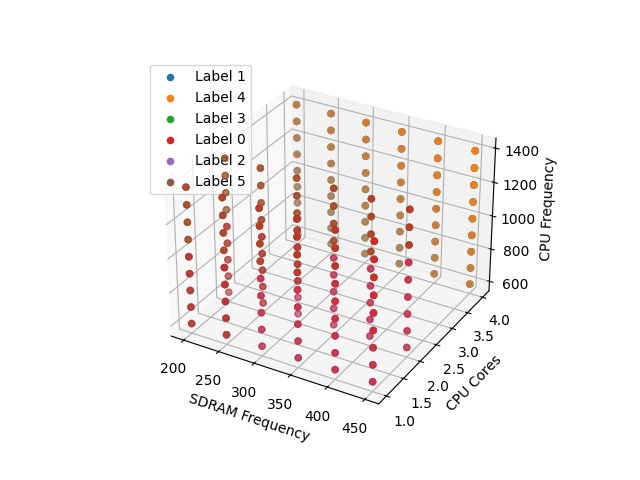 Label 1
Label 4
Label 3
Label 0
Label 2
Label 5
1400
1200
1000
800
600
CPU Frequency
4.0
3.5
3.0
2.5
2.0
1.5
1.0
CPU Cores
200
250
300
350
400
450
SDRAM Frequency